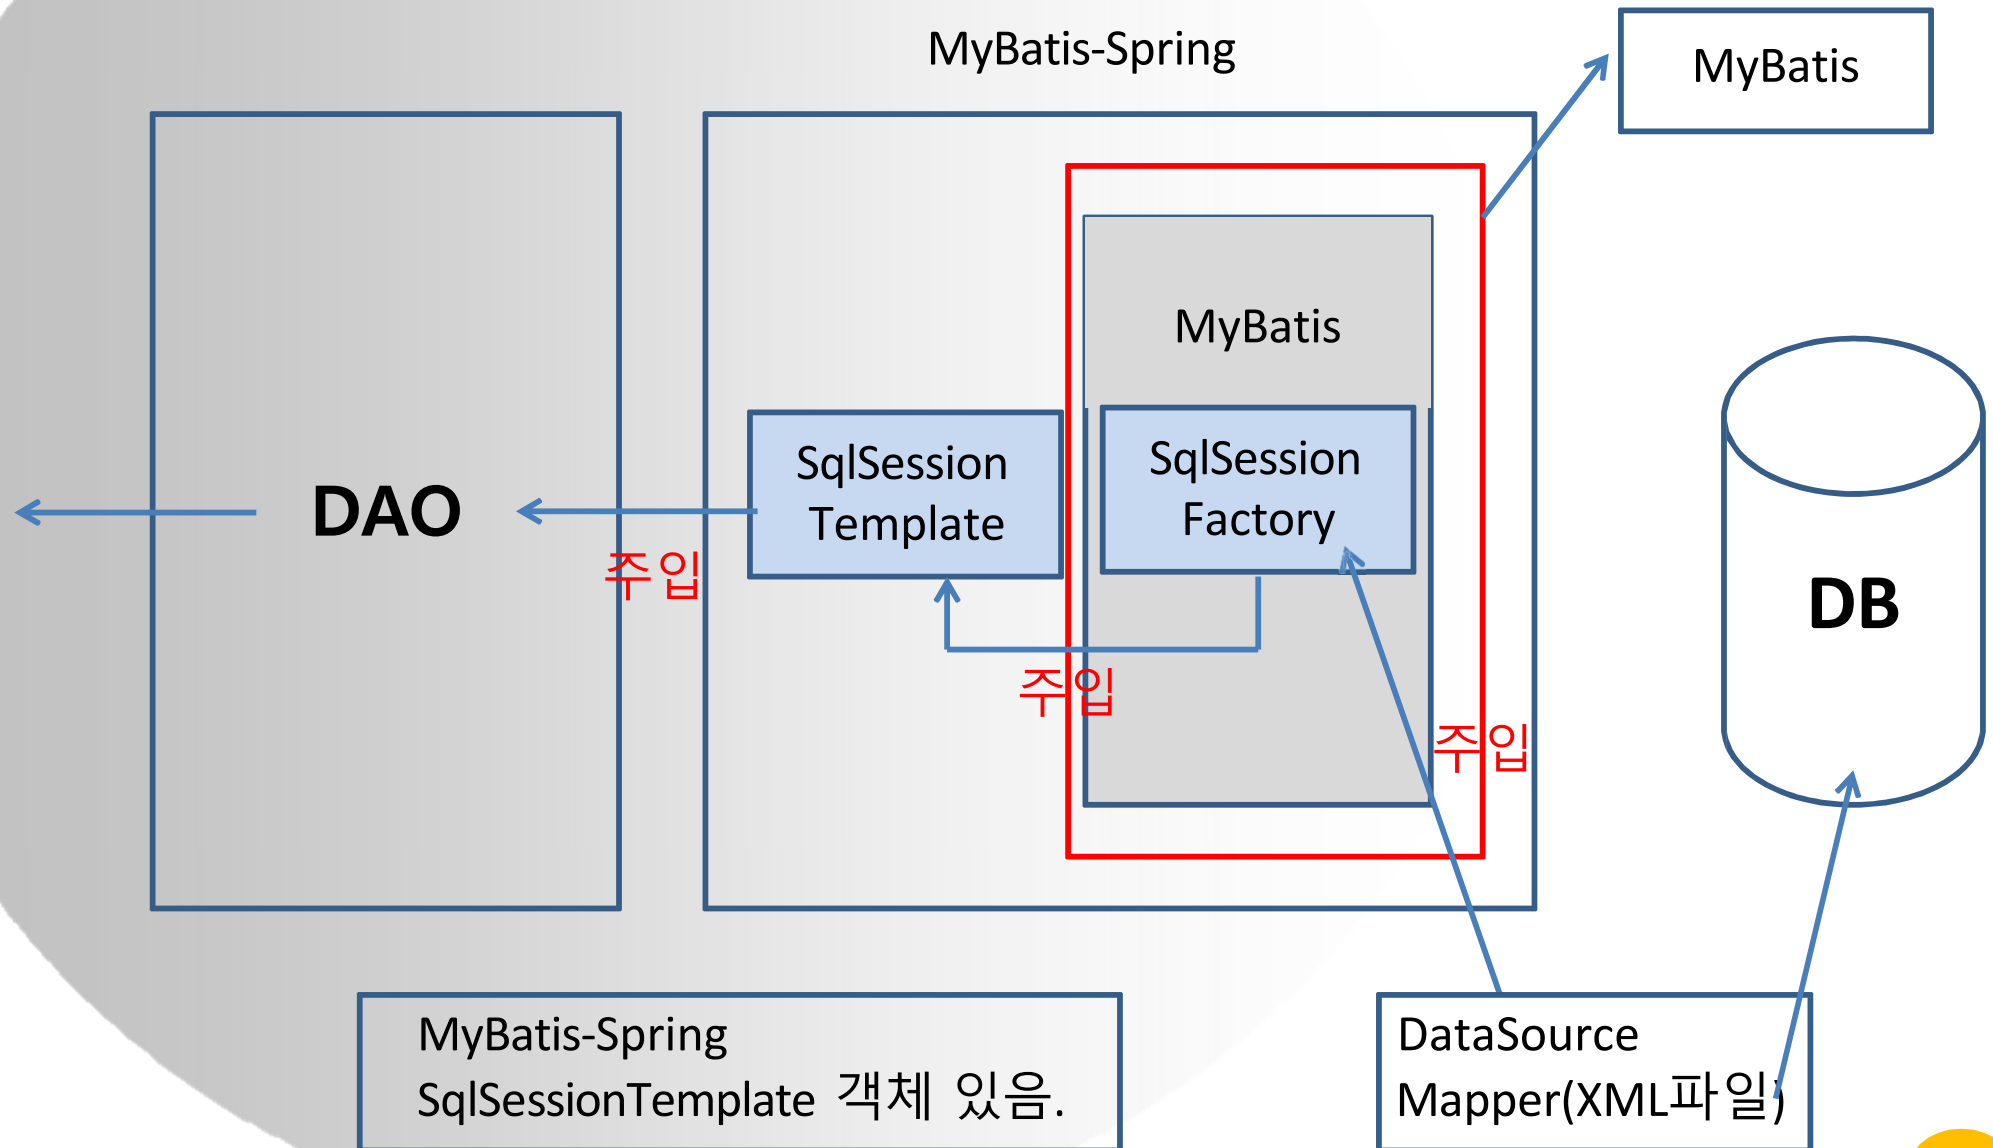 MyBatis-Spring
MyBatis
MyBatis
SqlSession
Template
SqlSession
Factory
DAO
주입
주입
주입
DB
MyBatis-Spring
SqlSessionTemplate 객체 있음.
DataSource
Mapper(XML파일)